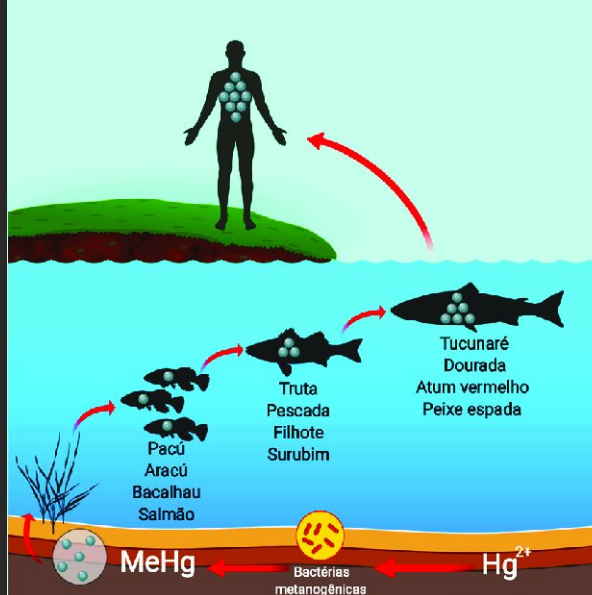 Tucunaré
Dourada
Atum vermelho
Peixe espada
Truta
Pescada
Filhote
Surubim
Pacú
Aracú
Bacalhau
Salmão
MeHg
Bactérias
metanogênicas
Hg²⁺